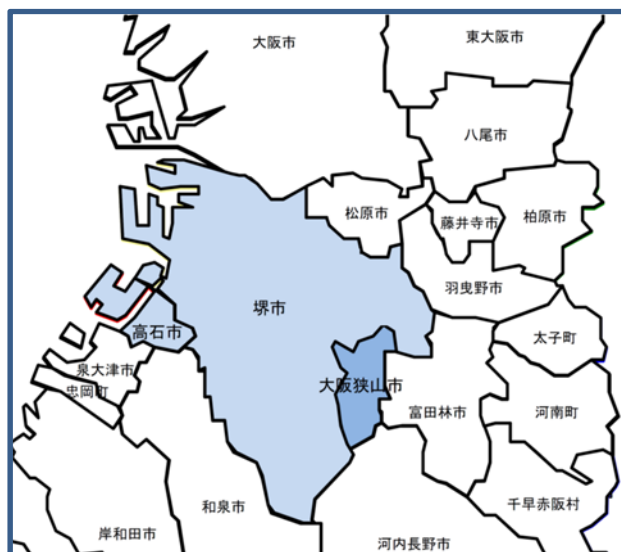 大阪市
東大阪市
八尾市
松原市
藤井寺市
柏原市
羽曳野市
堺市
高石市
太子町
泉大津市
忠岡町
大阪狭山市
富田林市
河南町
和泉市
千早赤阪村
岸和田市
河内長野市